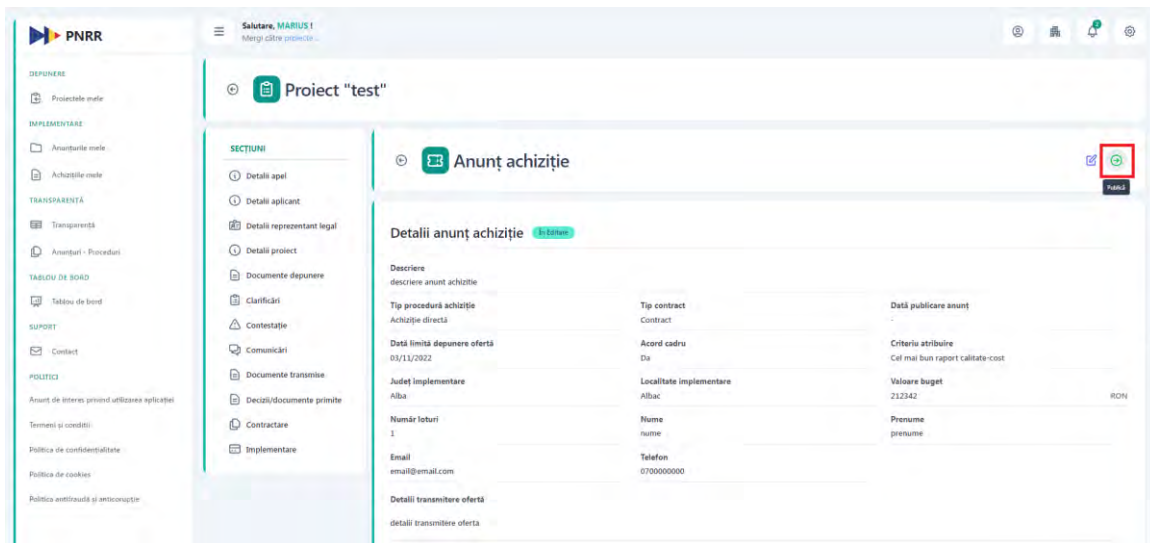 PNRR
Salutare, MARIUS !
Mergi către proiecte...
DEPUNERE
Proiectele mele
IMPLEMENTARE
Anunțurile mele
Achizițiile mele
TRANSPARENȚĂ
Transparență
Anunțuri - Proceduri
TABLOU DE BORD
Tablou de bord
SUPORT
Contact
POLITICI
Anunț de interes privind utilizarea aplicației
Termeni și condiții
Politica de confidențialitate
Politica de cookies
Politica antifraudă și anticorupție
Proiect "test"
SECȚIUNI
Detalii apel
Detalii aplicant
Detalii reprezentant legal
Detalii proiect
Documente depunere
Clarificări
Contestație
Comunicări
Documente transmise
Decizii/documente primite
Contractare
Implementare
Anunț achiziție
Publică
Detalii anunț achiziție În Editare
Descriere
descriere anunt achizitie
Tip procedură achiziție Tip contract Dată publicare anunț
Achiziție directă Contract -
Dată limită depunere ofertă Acord cadru Criteriu atribuire
03/11/2022 Da Cel mai bun raport calitate-cost
Județ implementare Localitate implementare Valoare buget
Alba Albac 212342 RON
Număr loturi Nume Prenume
1 nume prenume
Email Telefon
email@email.com 0700000000
Detalii transmitere ofertă
detalii transmitere oferta